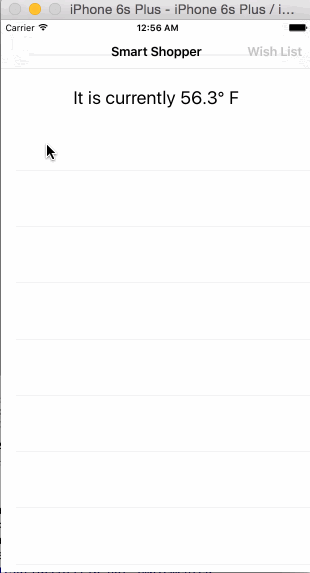 iPhone 6s Plus - iPhone 6s Plus / i...
Carrier 12:56 AM
Smart Shopper Wish List
It is currently 56.3° F